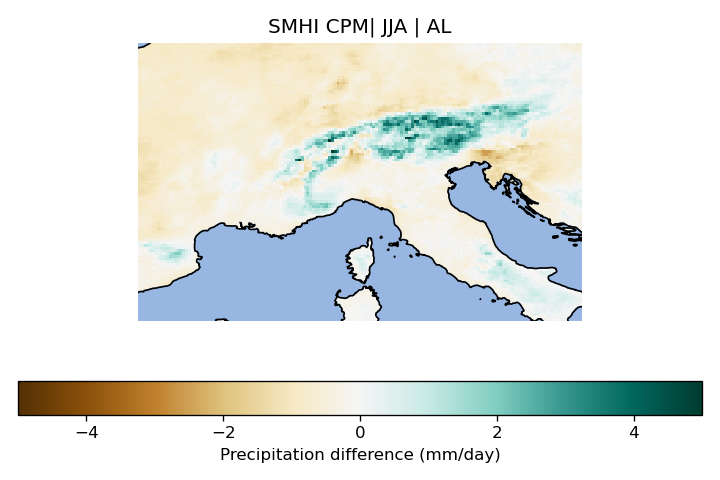 SMHI CPM| JJA | AL
−4 −2 0 2 4
Precipitation difference (mm/day)